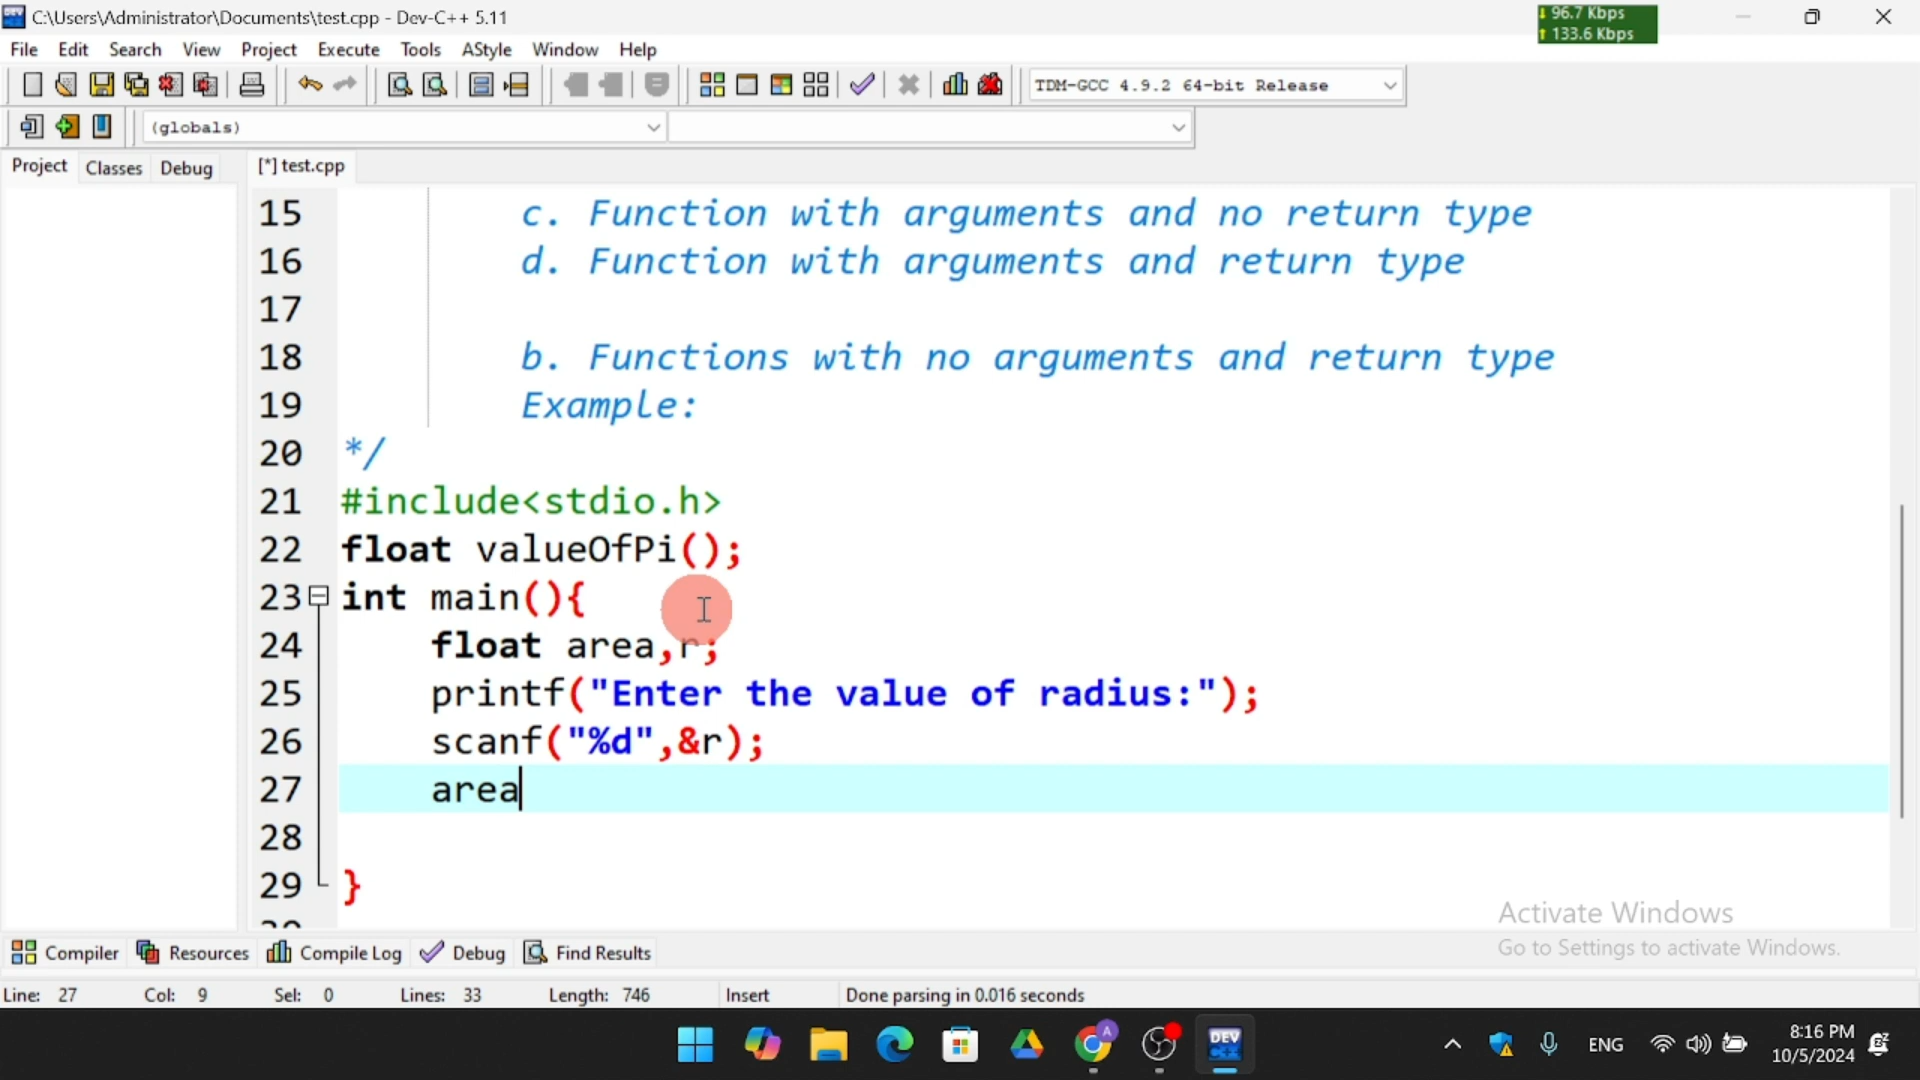 C:\Users\Administrator\Documents\test.cpp - Dev-C++ 5.11
96.7 Kbps
133.6 Kbps
File Edit Search View Project Execute Tools AStyle Window Help
TDM-GCC 4.9.2 64-bit Release
(globals)
Project Classes Debug [*] test.cpp
15 c. Function with arguments and no return type
16 d. Function with arguments and return type
17
18 b. Functions with no arguments and return type
19 Example:
20 */
21 #include<stdio.h>
22 float valueOfPi();
23 int main(){
24 float area,r;
25 printf("Enter the value of radius:");
26 scanf("%d",&r);
27 area
28
29 }
Activate Windows
Go to Settings to activate Windows.
Compiler Resources Compile Log Debug Find Results
Line: 27 Col: 9 Sel: 0 Lines: 33 Length: 746 Insert Done parsing in 0.016 seconds
DEV
C++
A
ENG
8:16 PM
10/5/2024